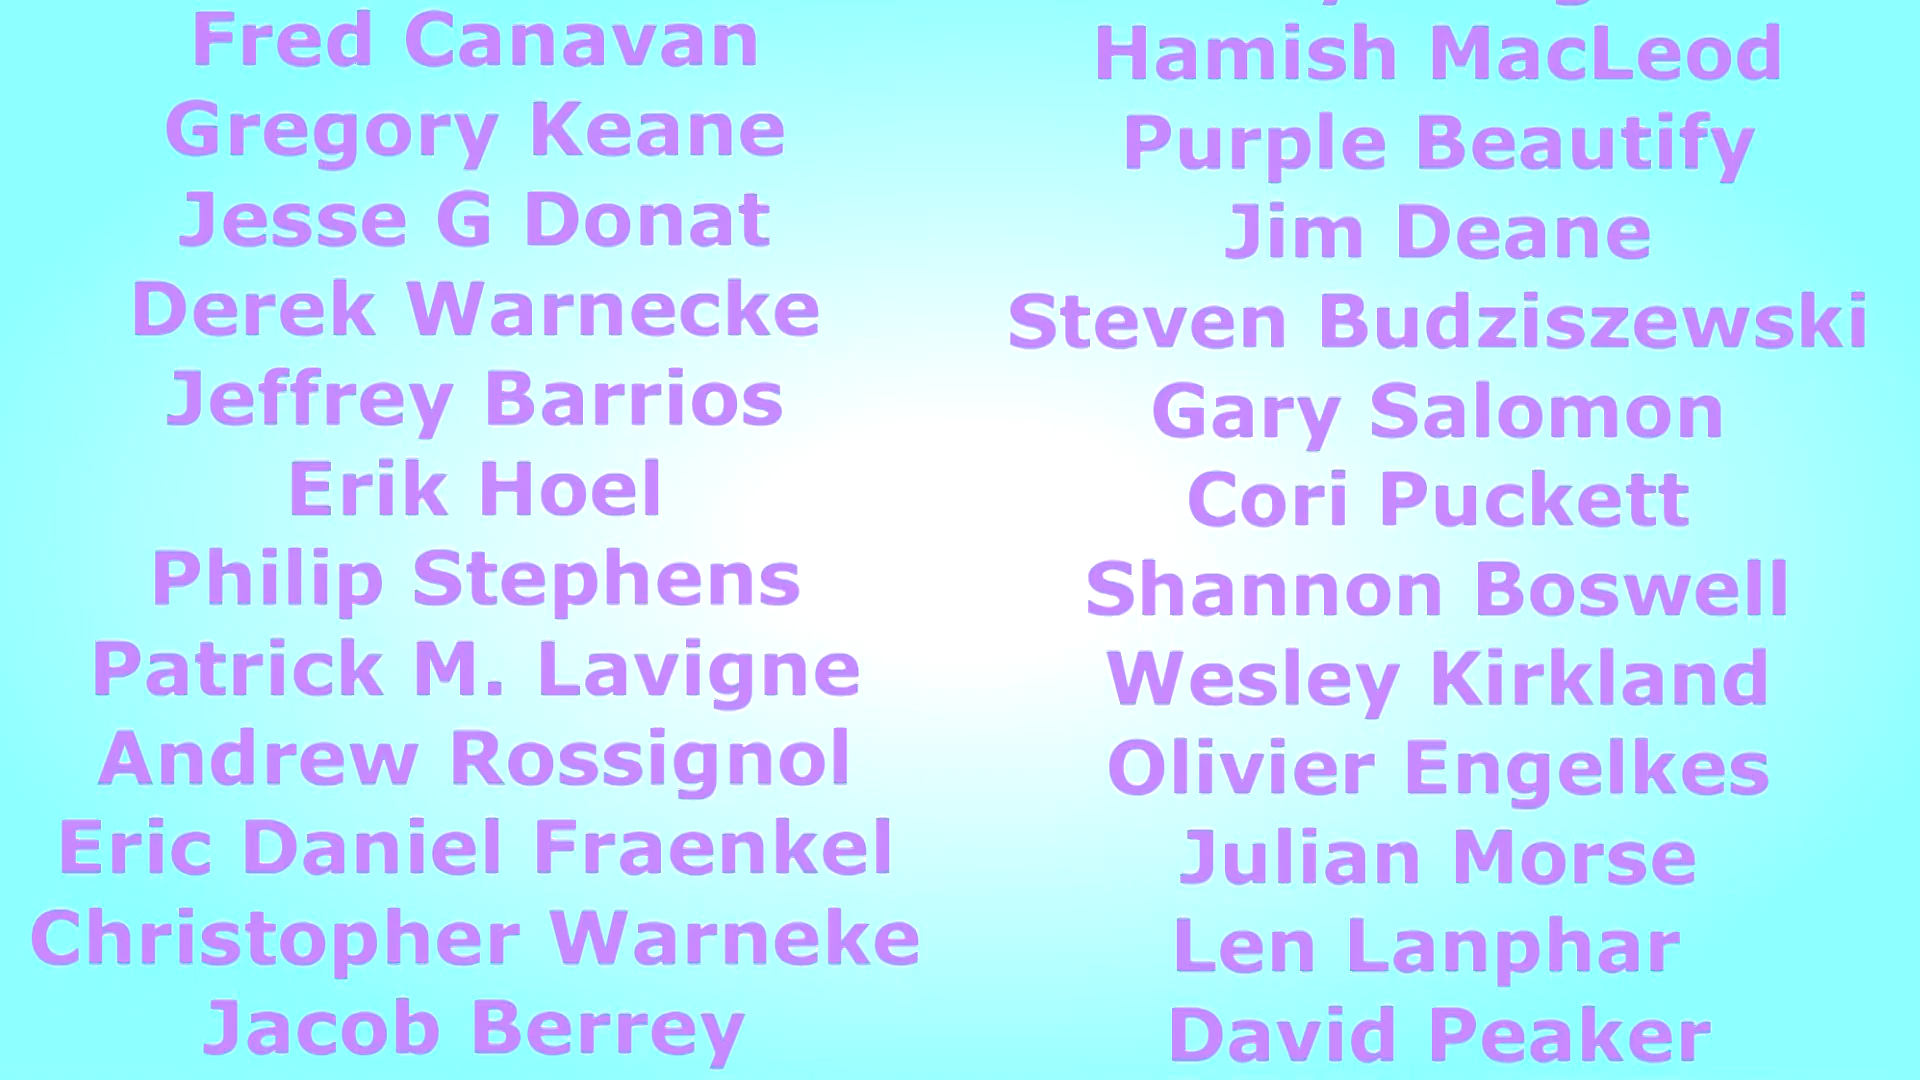 Fred Canavan
Gregory Keane
Jesse G Donat
Derek Warnecke
Jeffrey Barrios
Erik Hoel
Philip Stephens
Patrick M. Lavigne
Andrew Rossignol
Eric Daniel Fraenkel
Christopher Warneke
Jacob Berrey
Hamish MacLeod
Purple Beautify
Jim Deane
Steven Budziszewski
Gary Salomon
Cori Puckett
Shannon Boswell
Wesley Kirkland
Olivier Engelkes
Julian Morse
Len Lanphar
David Peaker